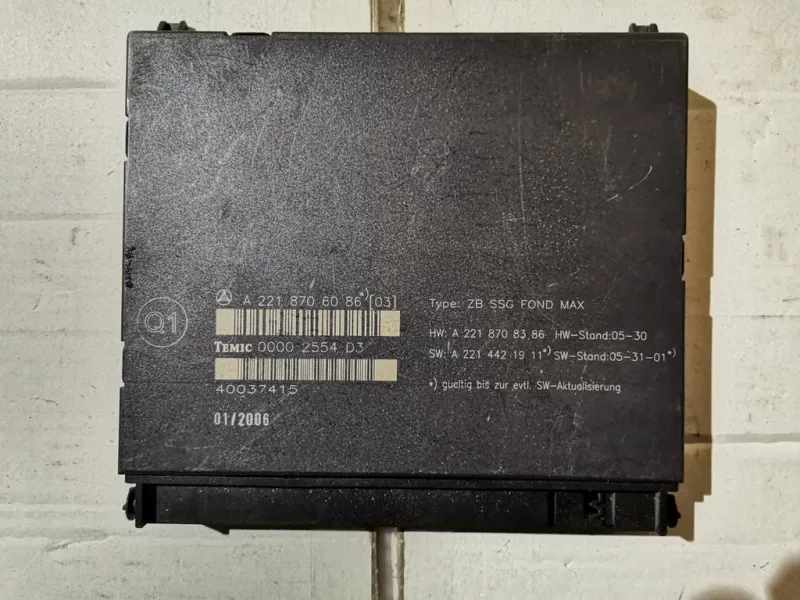 A 221 870 60 86*) [03]
TEMIC 0000 2554 D3
40037415
01/2006
Q1
Type: ZB SSG FOND MAX
HW: A 221 870 83 86 HW-Stand:05-30
SW: A 221 442 19 11*) SW-Stand:05-31-01*)
*) gueltig bis zur evtl. SW-Aktualisierung